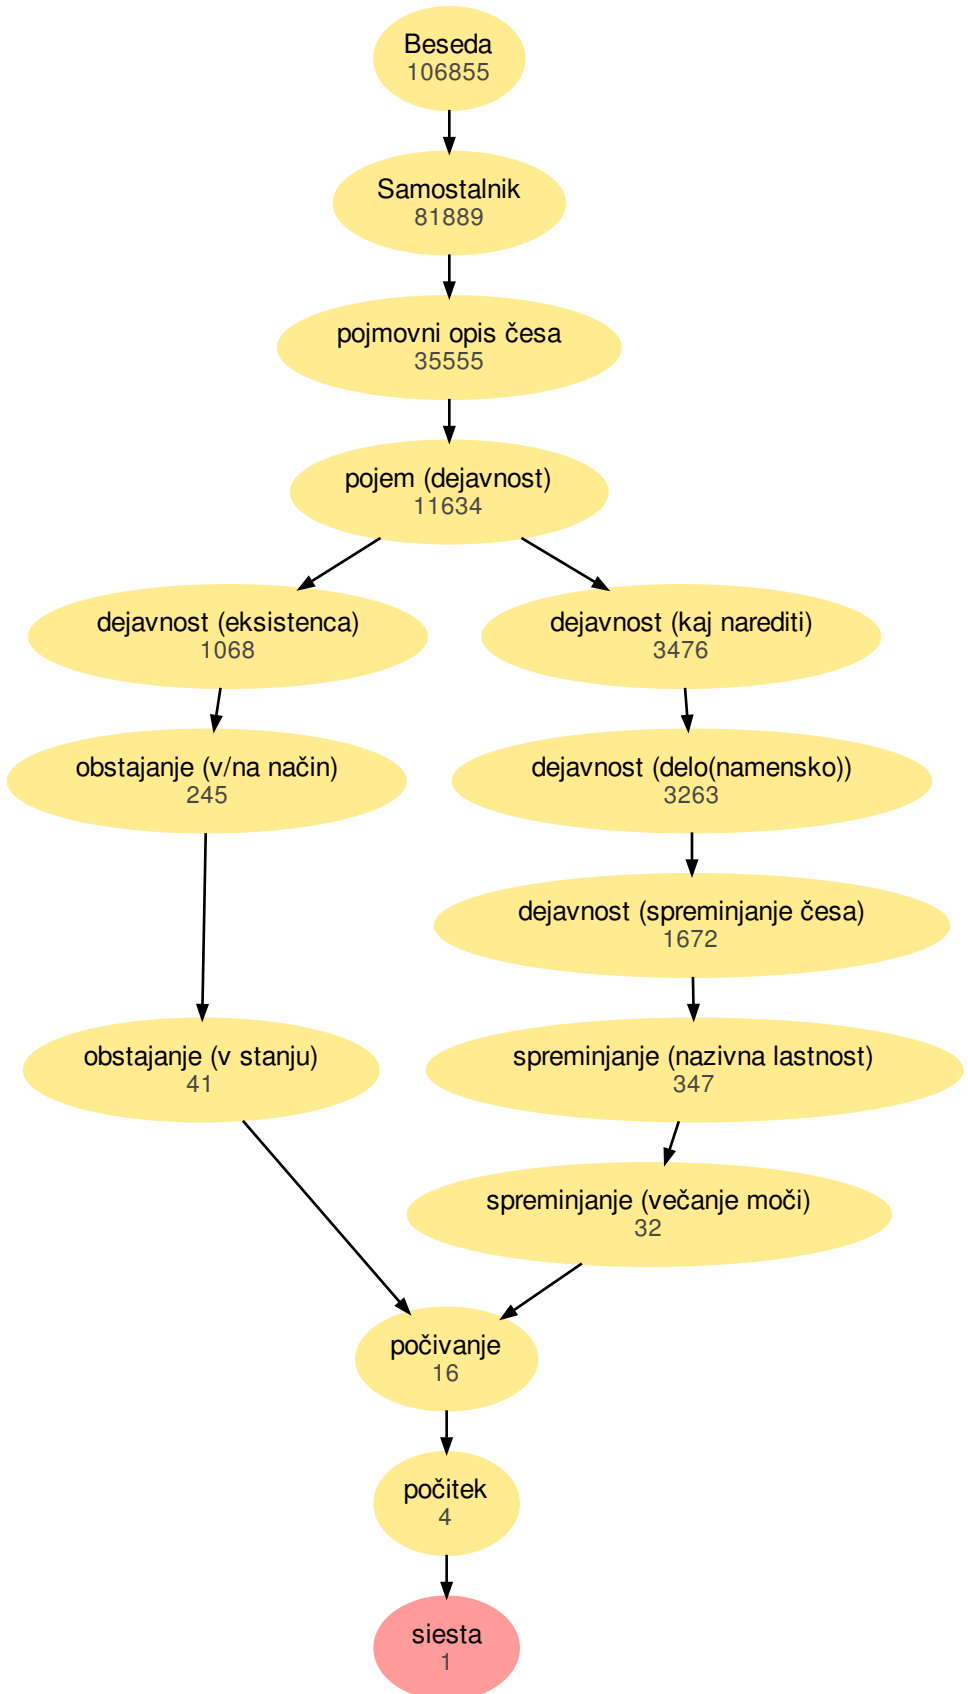 Beseda
106855
Samostalnik
81889
pojmovni opis česa
35555
pojem (dejavnost)
11634
dejavnost (eksistenca)
1068
dejavnost (kaj narediti)
3476
obstajanje (v/na način)
245
dejavnost (delo(namensko))
3263
dejavnost (spreminjanje česa)
1672
obstajanje (v stanju)
41
spreminjanje (nazivna lastnost)
347
spreminjanje (večanje moči)
32
počivanje
16
počitek
4
siesta
1